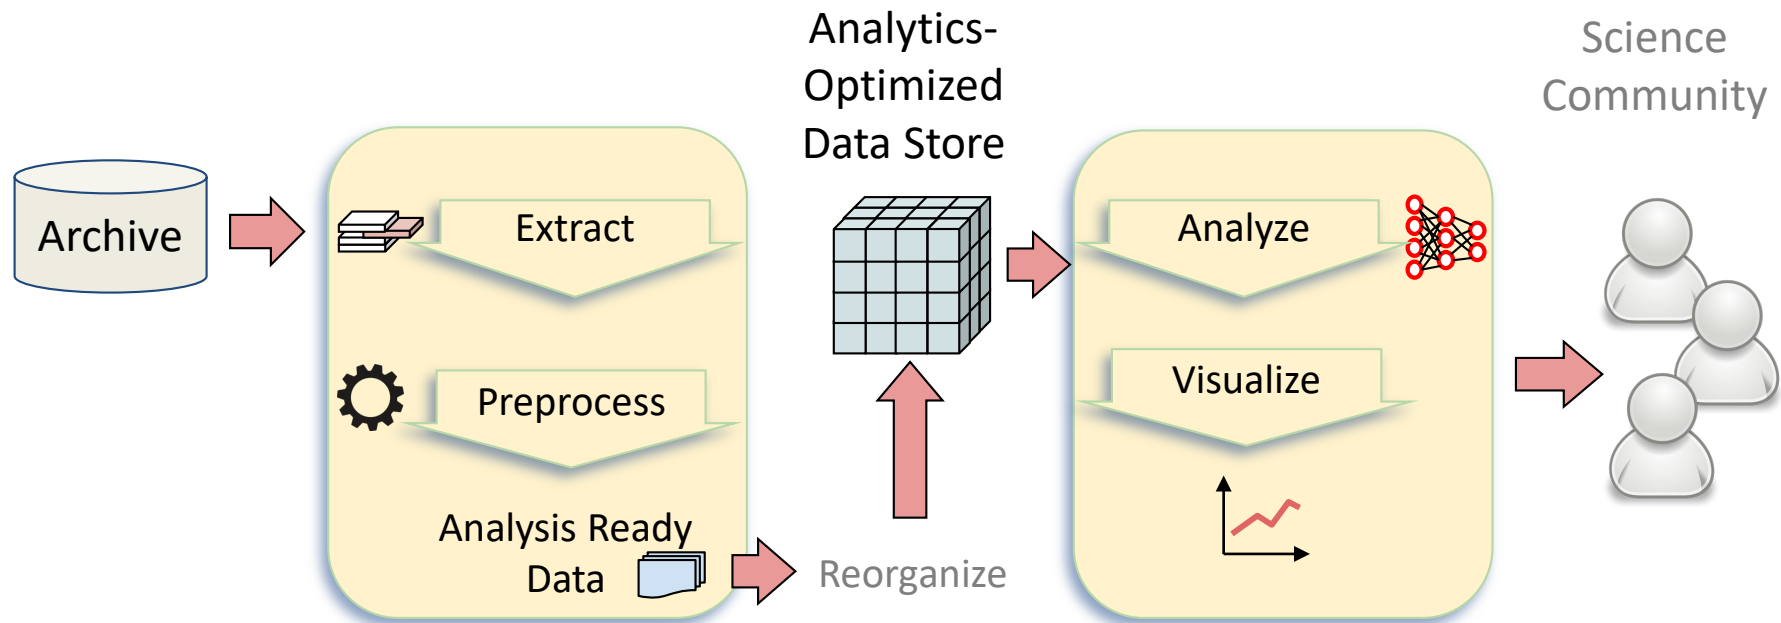 Archive
Extract
Preprocess
Analysis Ready
Data
Reorganize
Analytics-
Optimized
Data Store
Analyze
Visualize
Science
Community